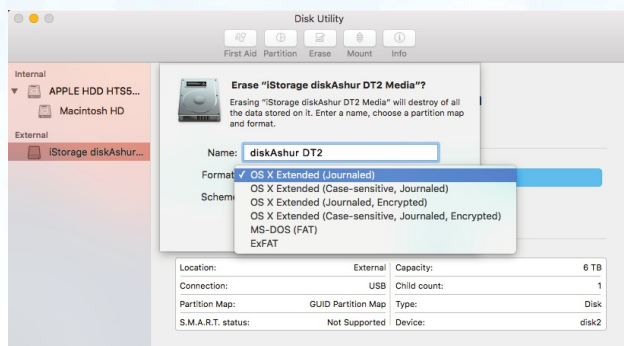 Disk Utility
First Aid Partition Erase Mount Info
Internal
APPLE HDD HTS5...
Macintosh HD
External
iStorage diskAshur...
Erase “iStorage diskAshur DT2 Media”?
Erasing “iStorage diskAshur DT2 Media” will destroy of all
the data stored on it. Enter a name, choose a partition map
and format.
Name: diskAshur DT2
Format ✓ OS X Extended (Journaled)
OS X Extended (Case-sensitive, Journaled)
Schem
OS X Extended (Journaled, Encrypted)
OS X Extended (Case-sensitive, Journaled, Encrypted)
MS-DOS (FAT)
ExFAT
Location: External Capacity: 6 TB
Connection: USB Child count: 1
Partition Map: GUID Partition Map Type: Disk
S.M.A.R.T. status: Not Supported Device: disk2